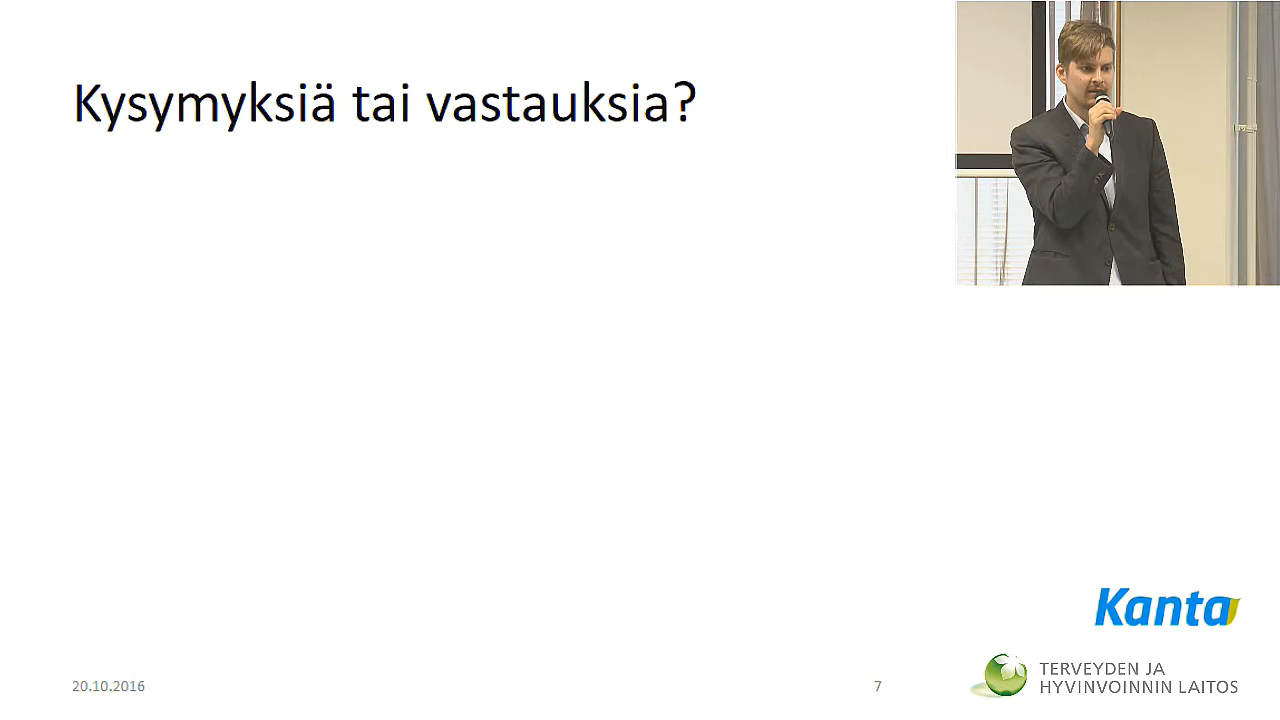 Kysymyksiä tai vastauksia?
Kanta
20.10.2016
7
TERVEYDEN JA
HYVINVOINNIN LAITOS